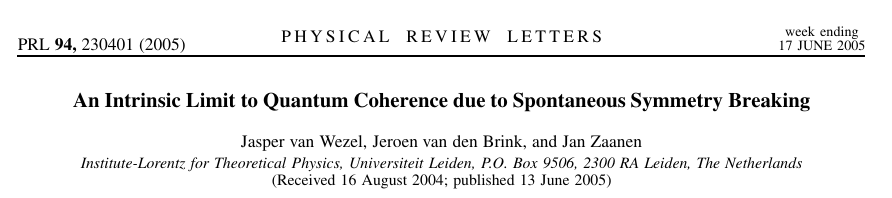 PRL 94, 230401 (2005)
PHYSICAL REVIEW LETTERS
week ending
17 JUNE 2005
An Intrinsic Limit to Quantum Coherence due to Spontaneous Symmetry Breaking
Jasper van Wezel, Jeroen van den Brink, and Jan Zaanen
Institute-Lorentz for Theoretical Physics, Universiteit Leiden, P.O. Box 9506, 2300 RA Leiden, The Netherlands
(Received 16 August 2004; published 13 June 2005)